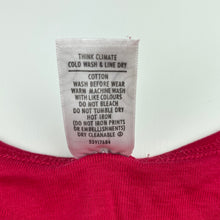 THINK CLIMATE
COLD WASH & LINE DRY
COTTON
WASH BEFORE WEAR
WARM MACHINE WASH
WITH LIKE COLOURS
DO NOT BLEACH
DO NOT TUMBLE DRY
HOT IRON
(DO NOT IRON PRINTS
OR EMBELLISHMENTS)
DRY CLEANABLE
53917684